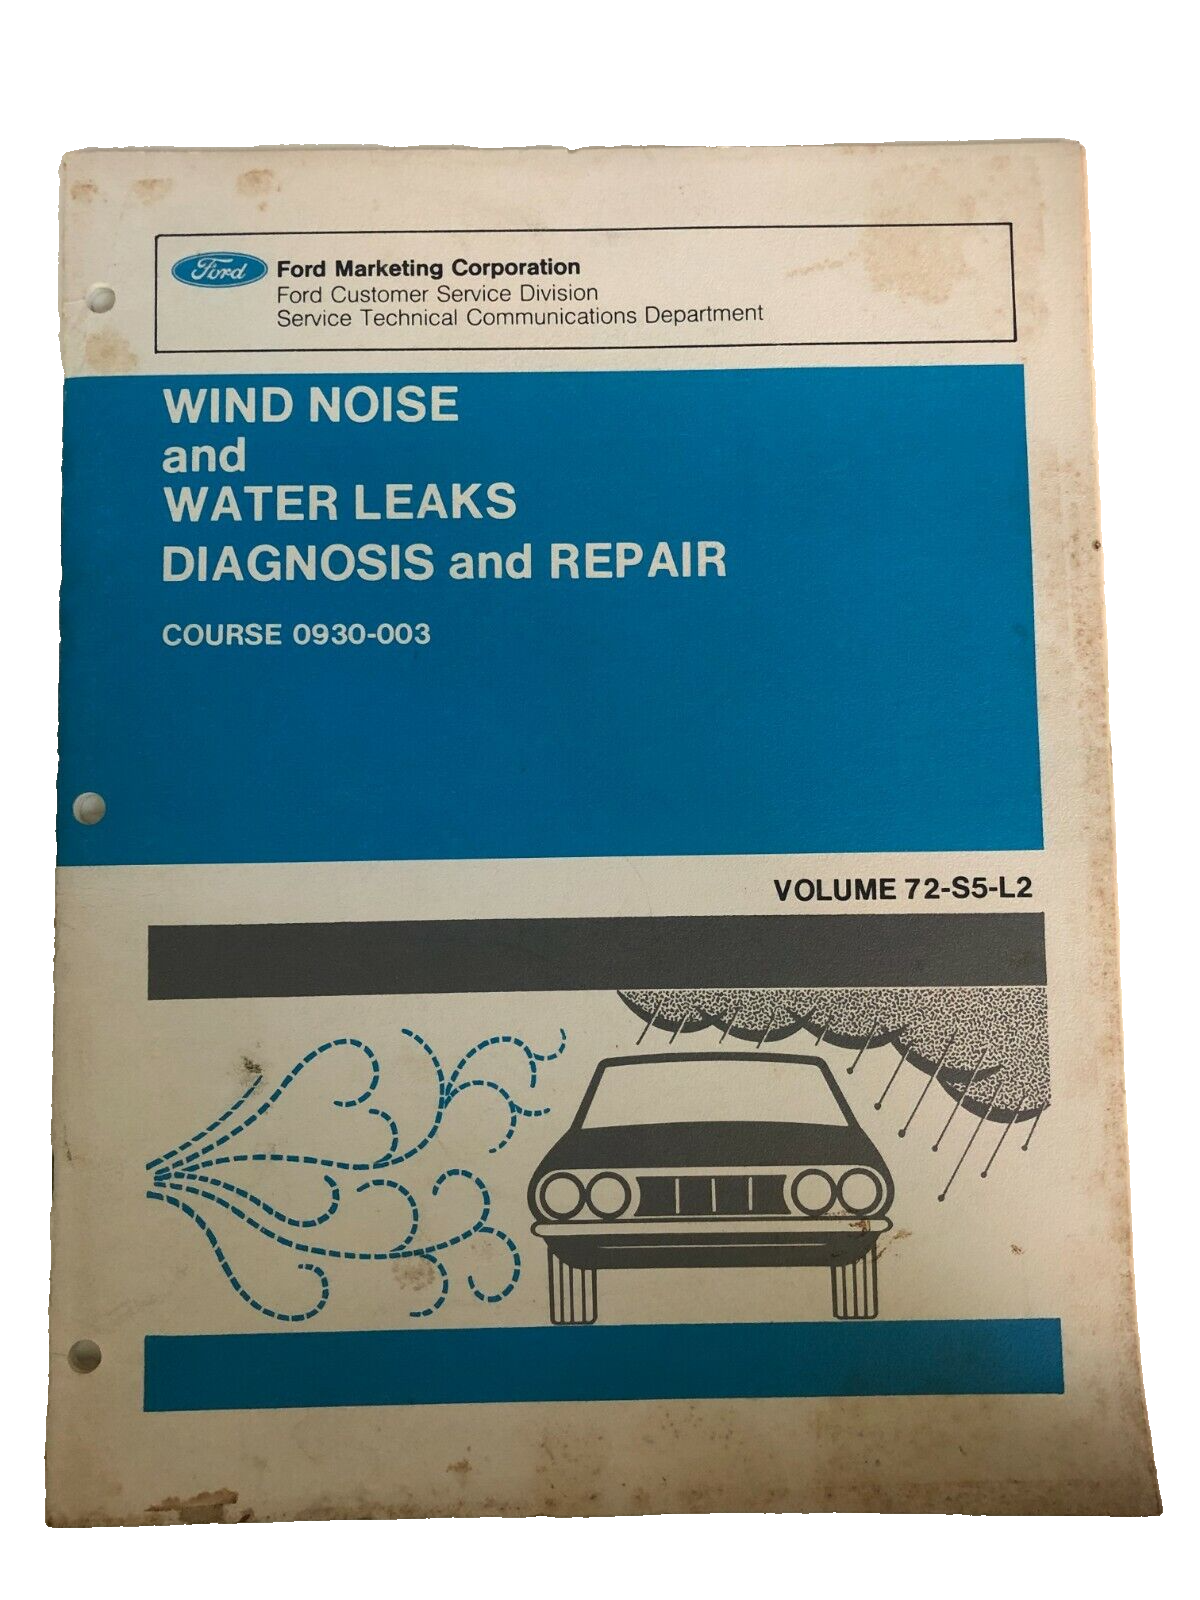 Ford
Ford Marketing Corporation
Ford Customer Service Division
Service Technical Communications Department
WIND NOISE
and
WATER LEAKS
DIAGNOSIS and REPAIR
COURSE 0930-003
VOLUME 72-S5-L2